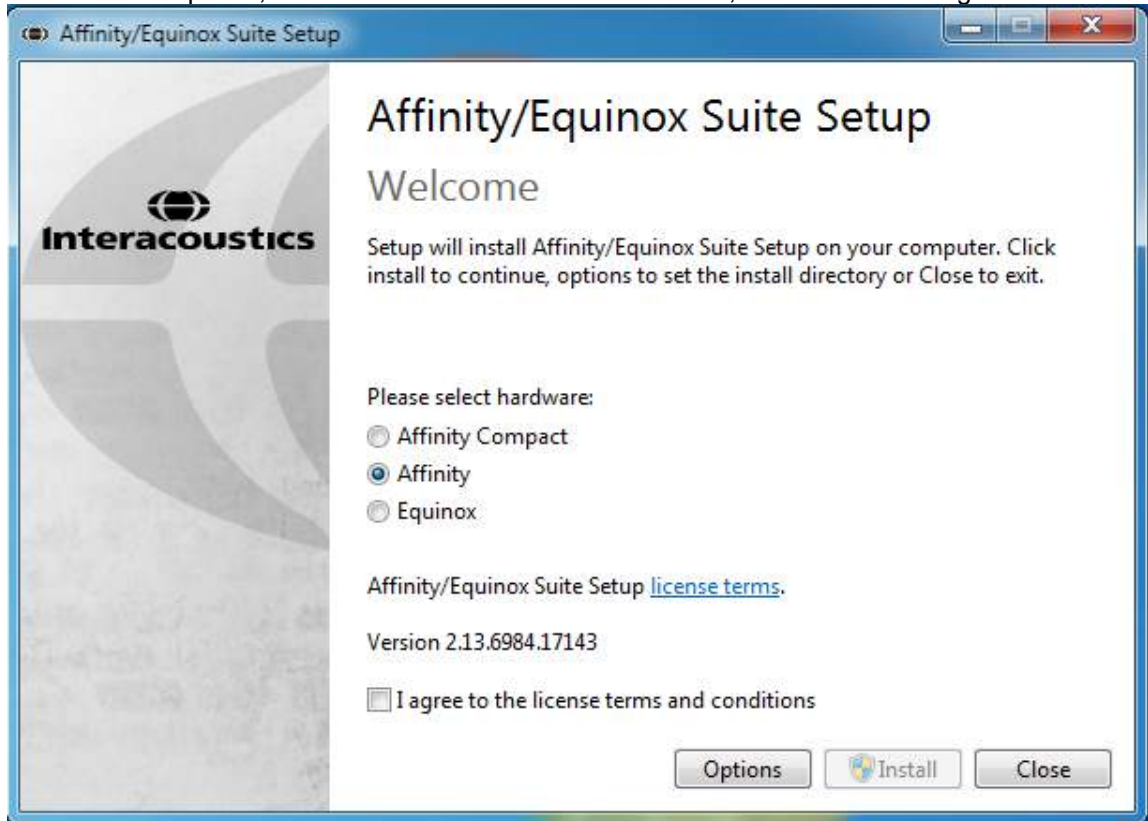 Affinity/Equinox Suite Setup
Affinity/Equinox Suite Setup
Welcome
Interacoustics
Setup will install Affinity/Equinox Suite Setup on your computer. Click
install to continue, options to set the install directory or Close to exit.
Please select hardware:
Affinity Compact
Affinity
Equinox
Affinity/Equinox Suite Setup license terms.
Version 2.13.6984.17143
I agree to the license terms and conditions
Options Install Close